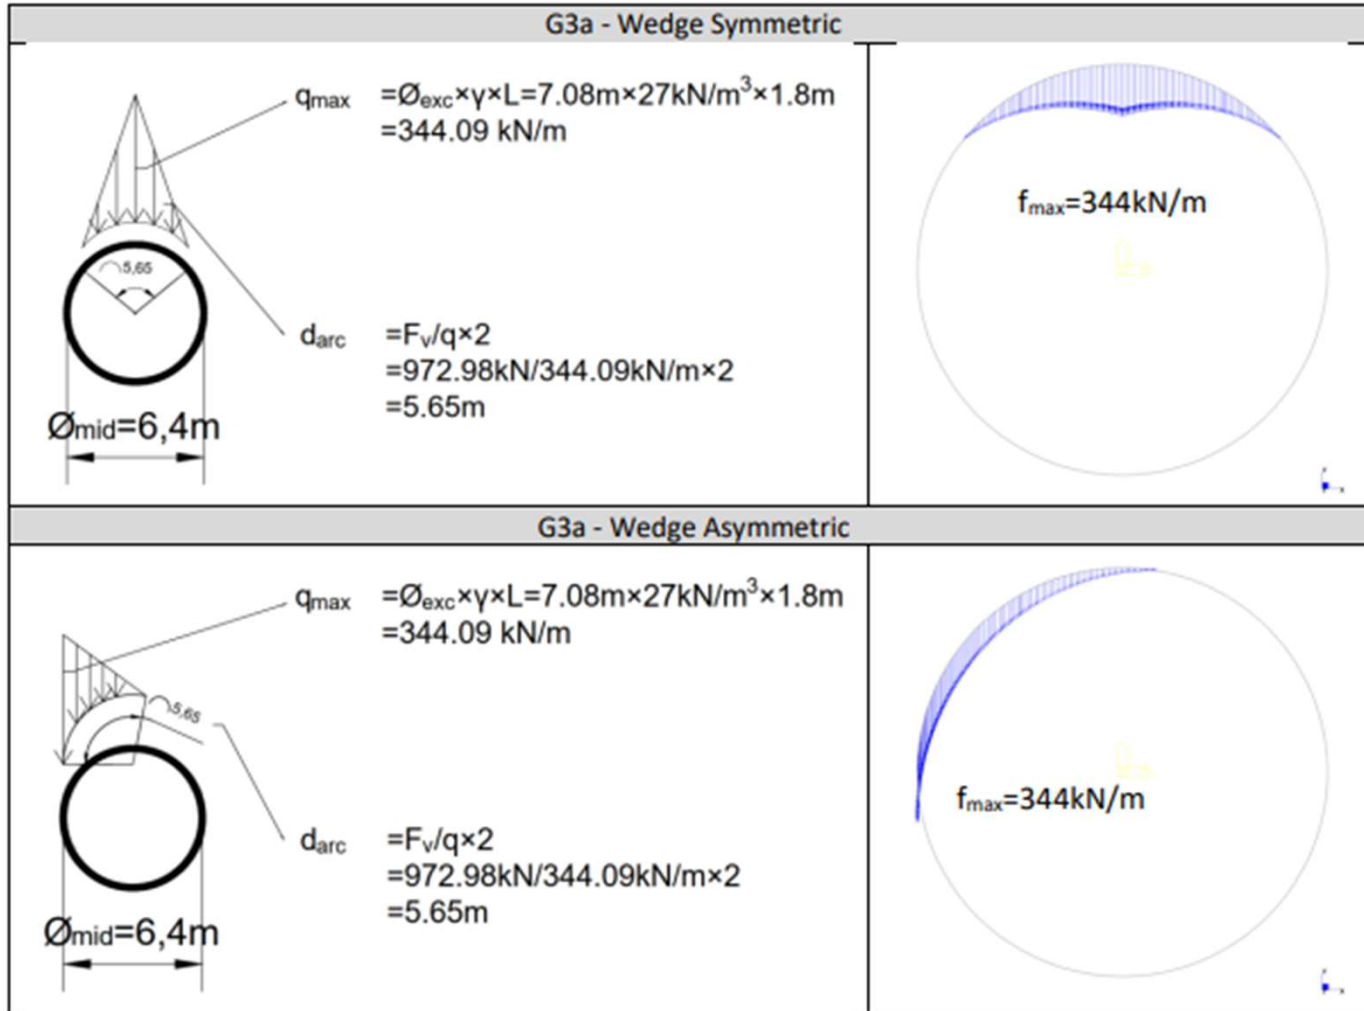 G3a - Wedge Symmetric
qmax =Øexc×γ×L=7.08m×27kN/m³×1.8m
=344.09 kN/m
5,65
darc =Fv/q×2
=972.98kN/344.09kN/m×2
=5.65m
Ømid=6,4m
fmax=344kN/m
G3a - Wedge Asymmetric
qmax =Øexc×γ×L=7.08m×27kN/m³×1.8m
=344.09 kN/m
5,65
darc =Fv/q×2
=972.98kN/344.09kN/m×2
=5.65m
Ømid=6,4m
fmax=344kN/m